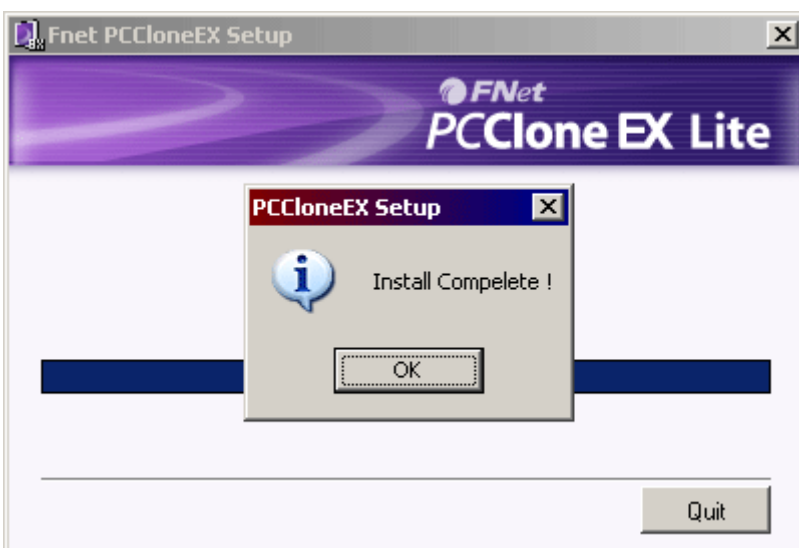 Fnet PCCloneEX Setup
FNet
PCClone EX Lite
PCCloneEX Setup
Install Compelete !
OK
Quit